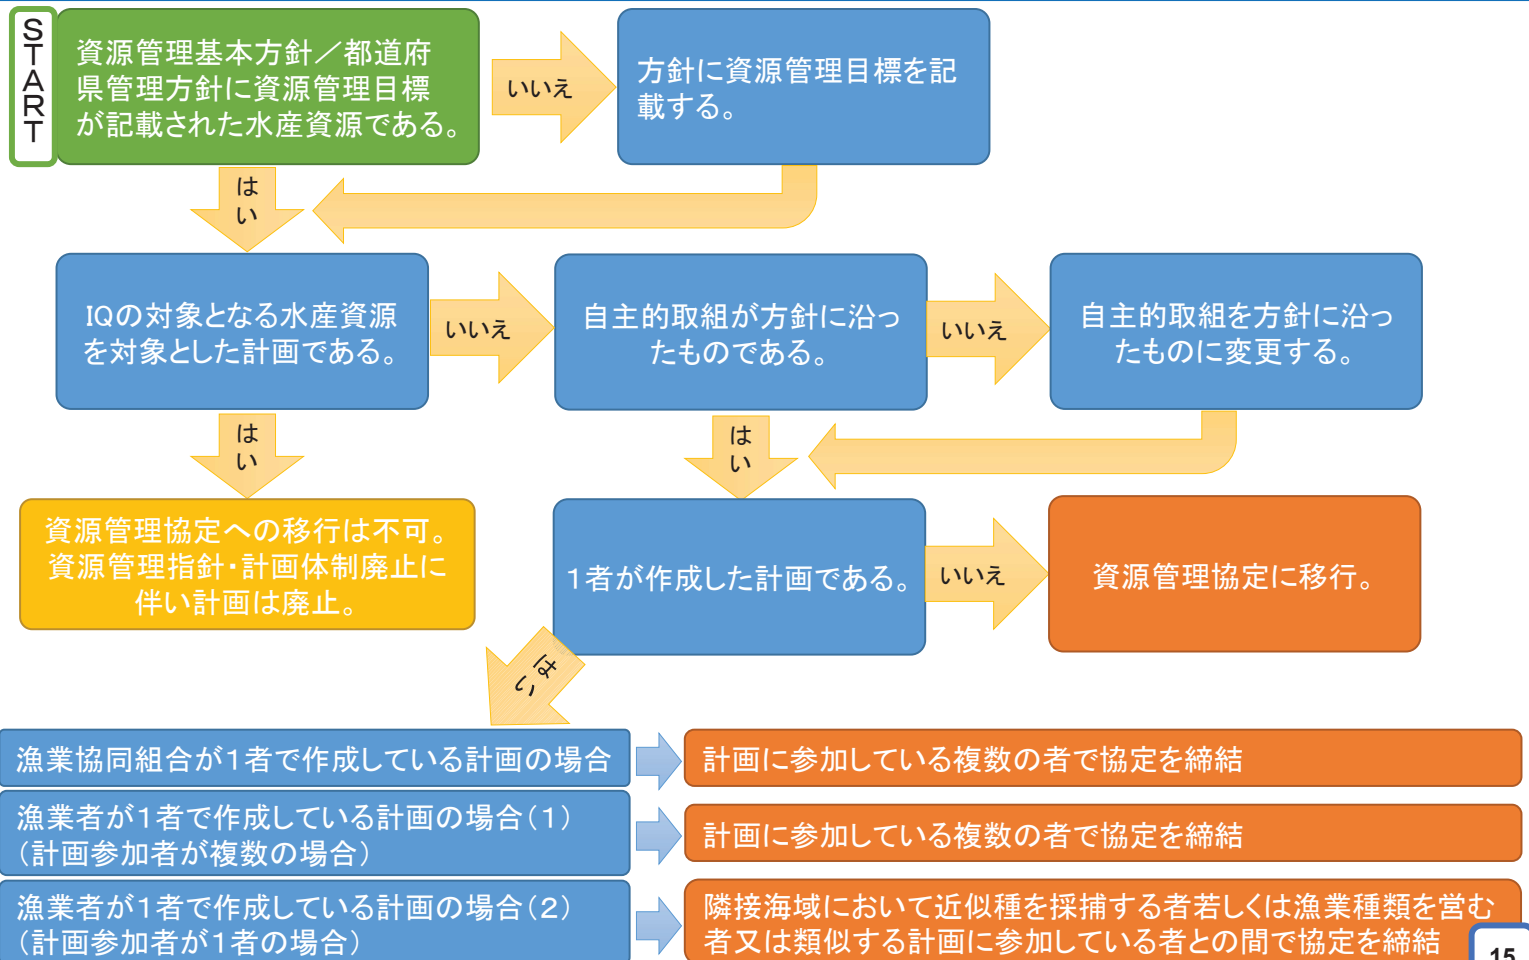 START
資源管理基本方針／都道府
県管理方針に資源管理目標
が記載された水産資源である。
いいえ
方針に資源管理目標を記
載する。
はい
IQの対象となる水産資源
を対象とした計画である。
いいえ
自主的取組が方針に沿っ
たものである。
いいえ
自主的取組を方針に沿っ
たものに変更する。
はい
はい
資源管理協定への移行は不可。
資源管理指針・計画体制廃止に
伴い計画は廃止。
１者が作成した計画である。
いいえ
資源管理協定に移行。
はい
漁業協同組合が１者で作成している計画の場合
計画に参加している複数の者で協定を締結
漁業者が１者で作成している計画の場合（１）
（計画参加者が複数の場合）
計画に参加している複数の者で協定を締結
漁業者が１者で作成している計画の場合（２）
（計画参加者が１者の場合）
隣接海域において近似種を採捕する者若しくは漁業種類を営む
者又は類似する計画に参加している者との間で協定を締結
15